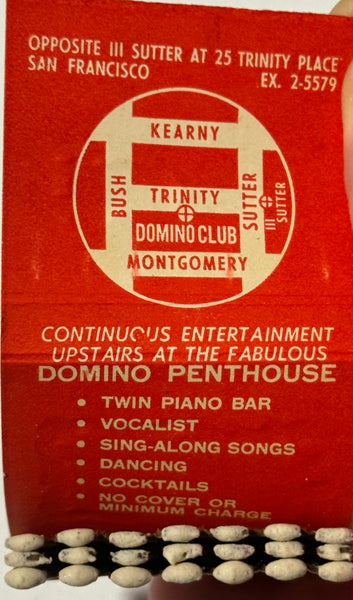 OPPOSITE III SUTTER AT 25 TRINITY PLACE
SAN FRANCISCO EX. 2-5579
KEARNY
BUSH
TRINITY
SUTTER
III SUTTER
DOMINO CLUB
MONTGOMERY
CONTINUOUS ENTERTAINMENT
UPSTAIRS AT THE FABULOUS
DOMINO PENTHOUSE
• TWIN PIANO BAR
• VOCALIST
• SING-ALONG SONGS
• DANCING
• COCKTAILS
• NO COVER OR
MINIMUM CHARGE